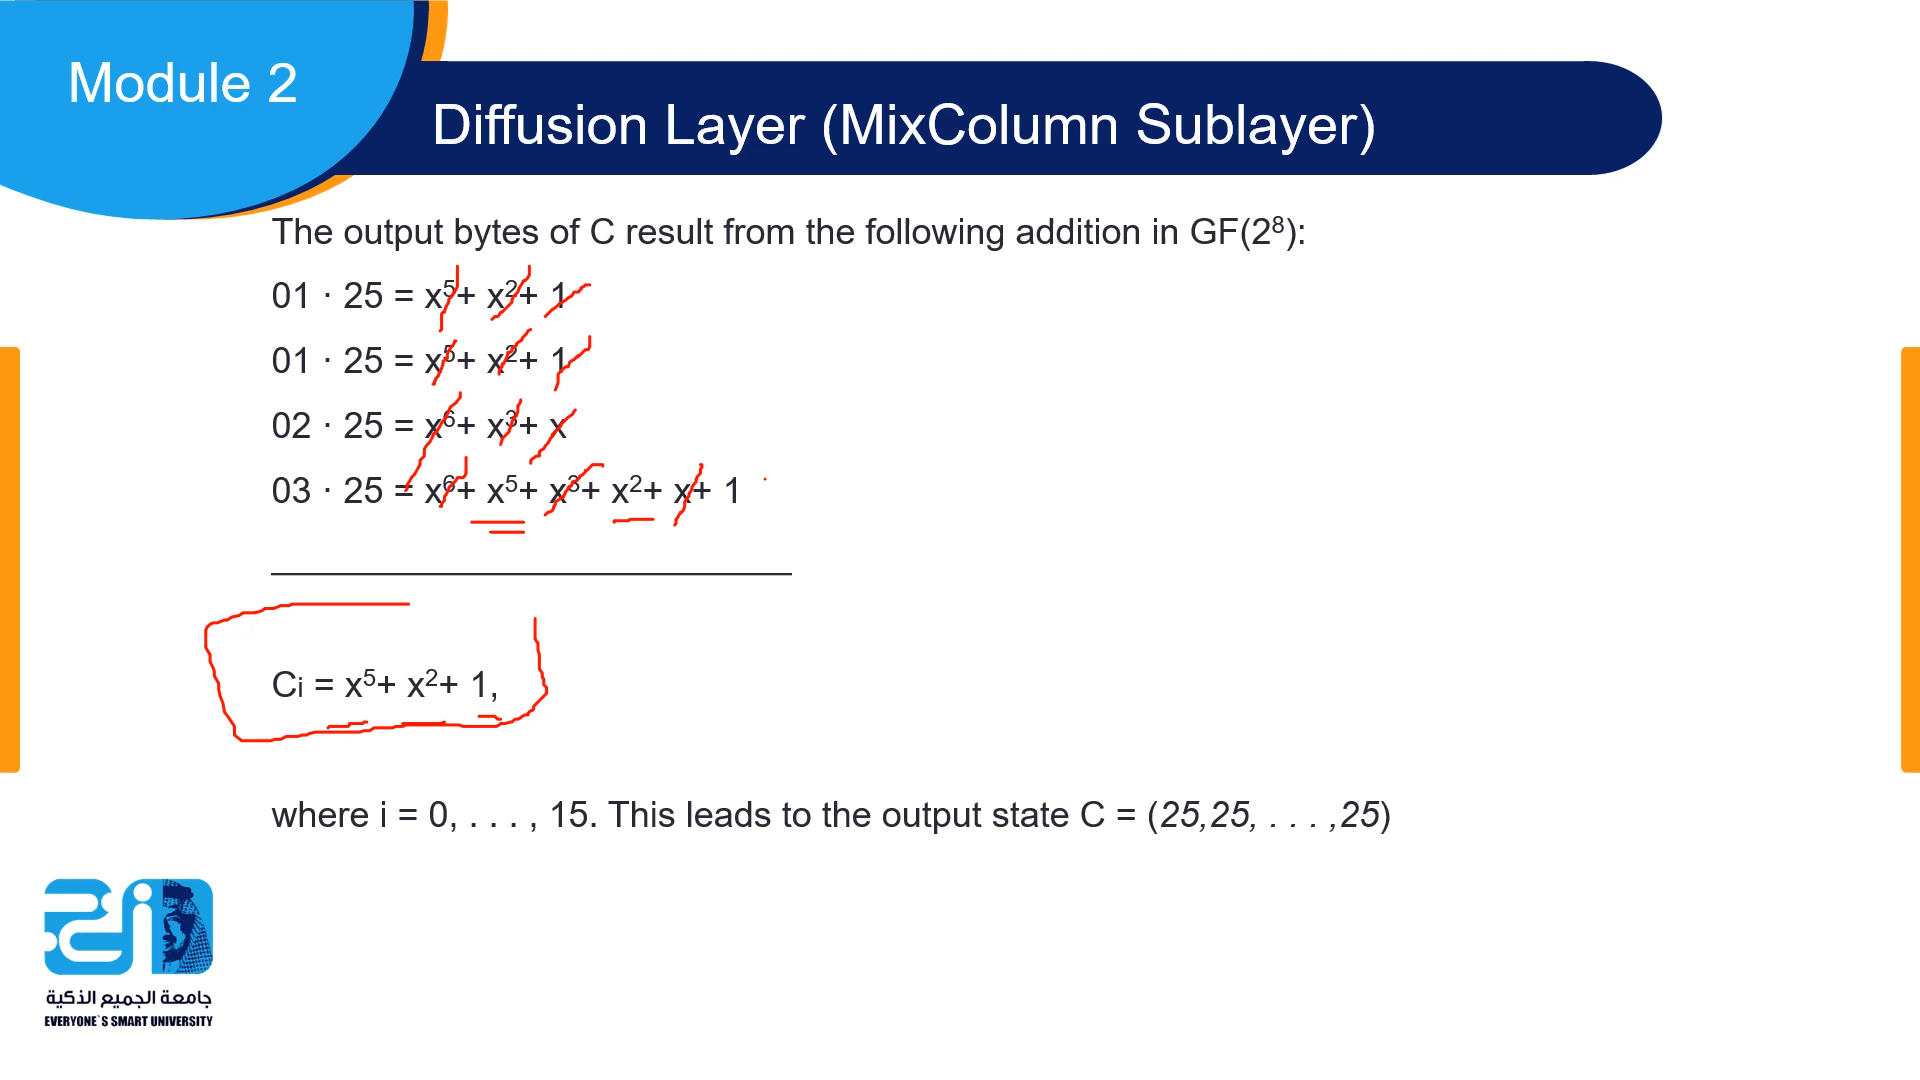 Module 2
Diffusion Layer (MixColumn Sublayer)
The output bytes of C result from the following addition in GF(2⁸):
01 · 25 = x⁵+ x²+ 1
01 · 25 = x⁵+ x²+ 1
02 · 25 = x⁶+ x³+ x
03 · 25 = x⁶+ x⁵+ x³+ x²+ x+ 1
Ci = x⁵+ x²+ 1,
where i = 0, . . . , 15. This leads to the output state C = (25,25, . . . ,25)
جامعة الجميع الذكية
EVERYONE`S SMART UNIVERSITY